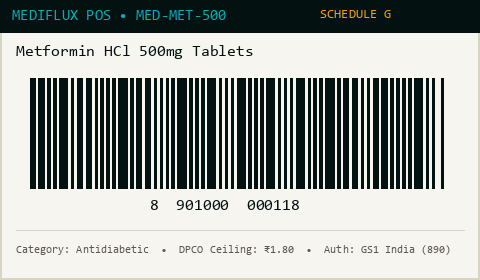 MEDIFLUX POS • MED-MET-500 SCHEDULE G
Metformin HCl 500mg Tablets
8 901000 000118
Category: Antidiabetic • DPCO Ceiling: ₹1.80 • Auth: GS1 India (890)